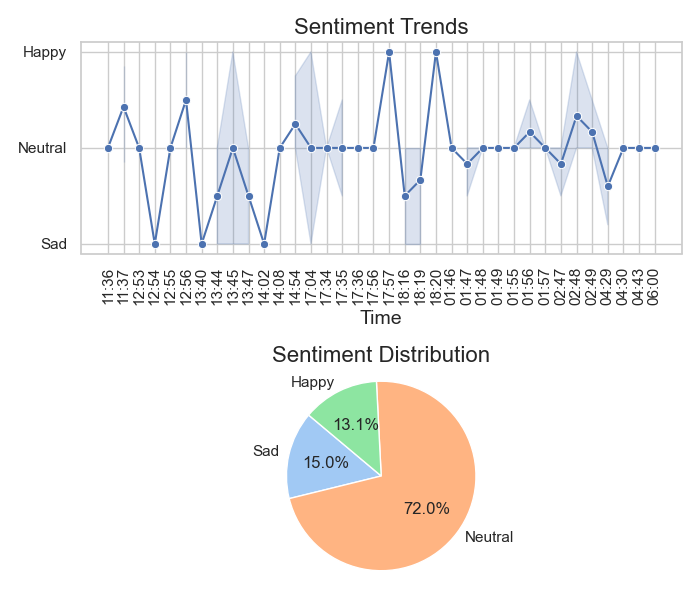 Sentiment Trends
Happy
Neutral
Sad
11:36 11:37 12:53 12:54 12:55 12:56 13:40 13:44 13:45 13:47 14:02 14:08 14:54 17:04 17:34 17:35 17:36 17:56 17:57 18:16 18:19 18:20 01:46 01:47 01:48 01:49 01:55 01:56 01:57 02:47 02:48 02:49 04:29 04:30 04:43 06:00
Time
Sentiment Distribution
Happy
13.1%
Sad
15.0%
72.0%
Neutral